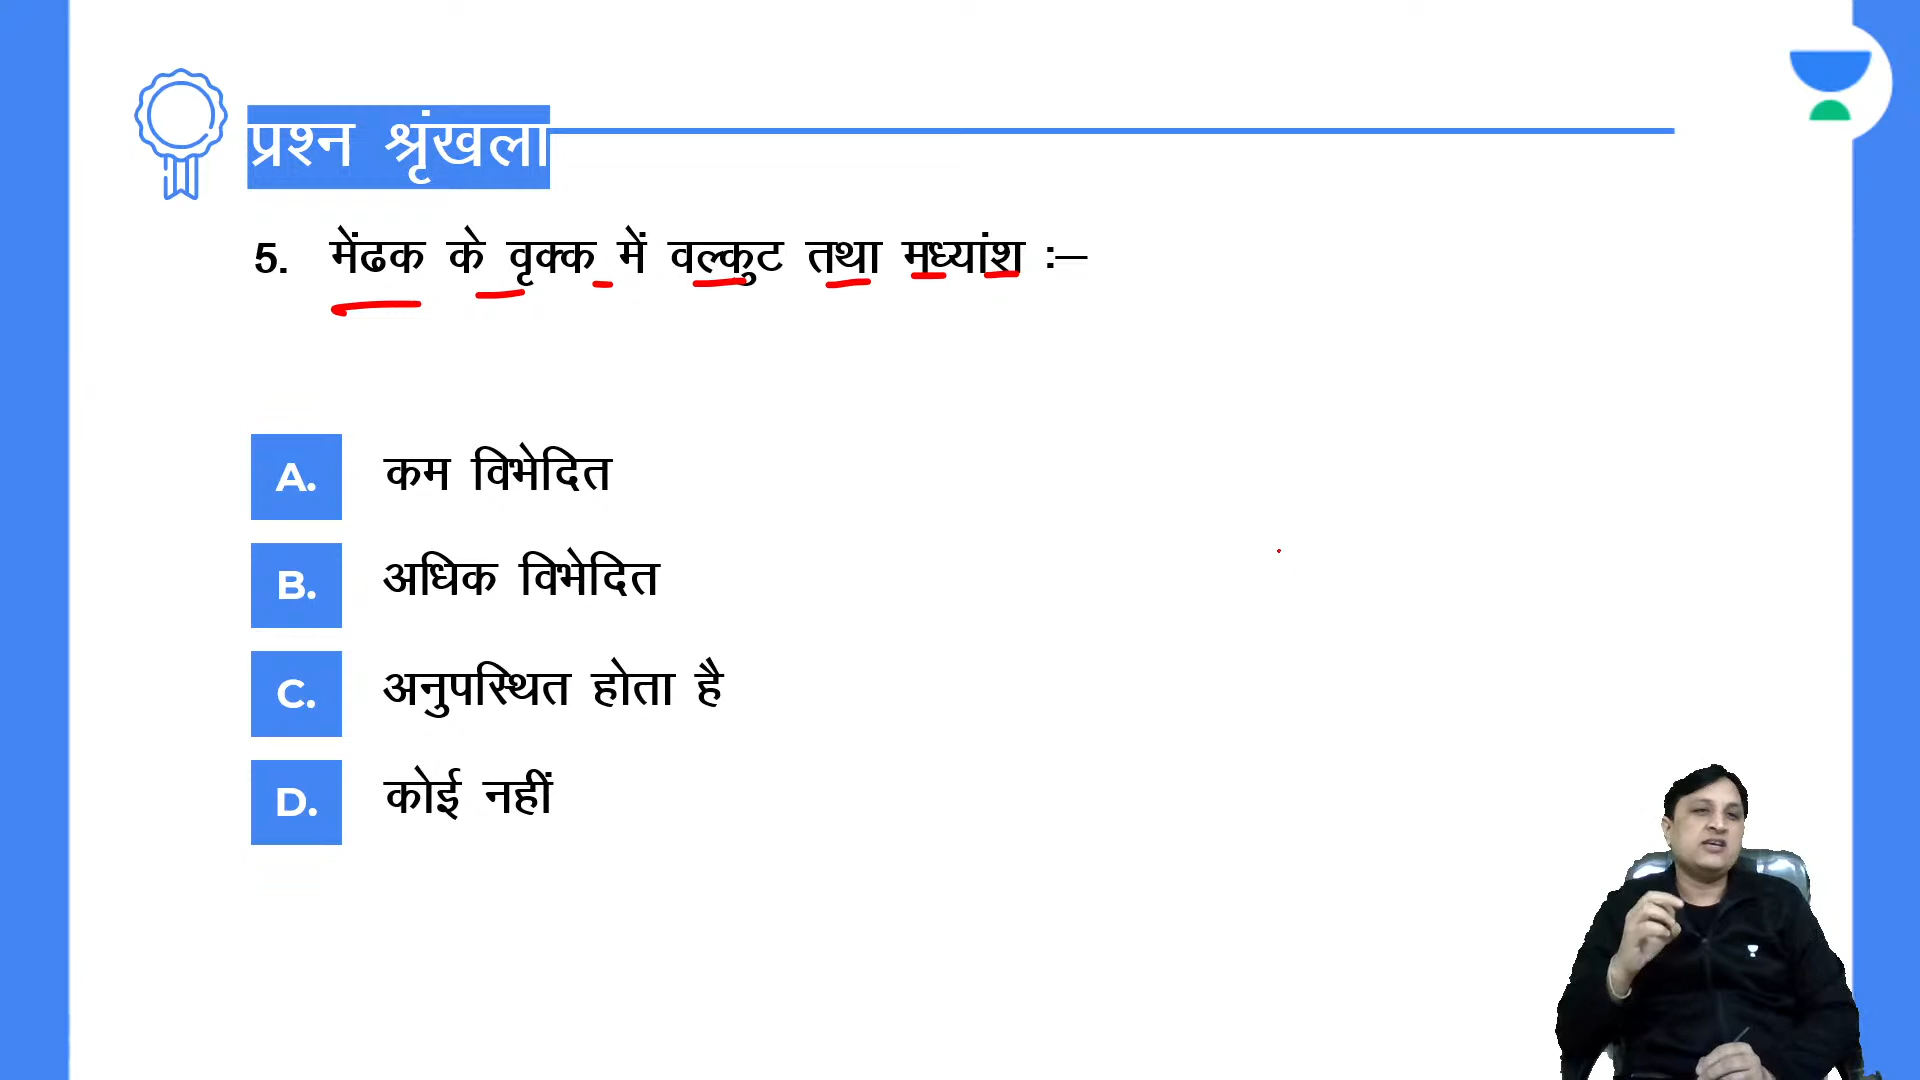 प्रश्न श्रृंखला
5. मेंढक के वृक्क में वल्कुट तथा मध्यांश :–
A. कम विभेदित
B. अधिक विभेदित
C. अनुपस्थित होता है
D. कोई नहीं